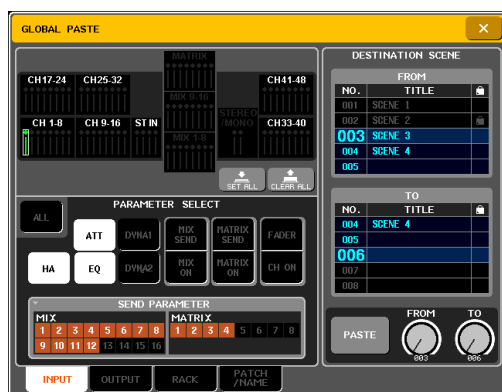 GLOBAL PASTE
MATRIX
CH17-24 CH25-32 CH41-48
MIX 9-16
STEREO
/MONO
CH 1-8 CH 9-16 ST IN CH33-40
MIX 1-8
SET ALL CLEAR ALL
PARAMETER SELECT
ALL
ATT DYNA1 MIX SEND MATRIX SEND FADER
HA EQ DYNA2 MIX ON MATRIX ON CH ON
SEND PARAMETER
MIX MATRIX
1 2 3 4 5 6 7 8 1 2 3 4 5 6 7 8
9 10 11 12 13 14 15 16
DESTINATION SCENE
FROM
NO. TITLE
001 SCENE 1
002 SCENE 2
003 SCENE 3
004 SCENE 4
005
TO
NO. TITLE
004 SCENE 4
005
006
007
008
PASTE
FROM TO
003 006
INPUT OUTPUT RACK PATCH /NAME